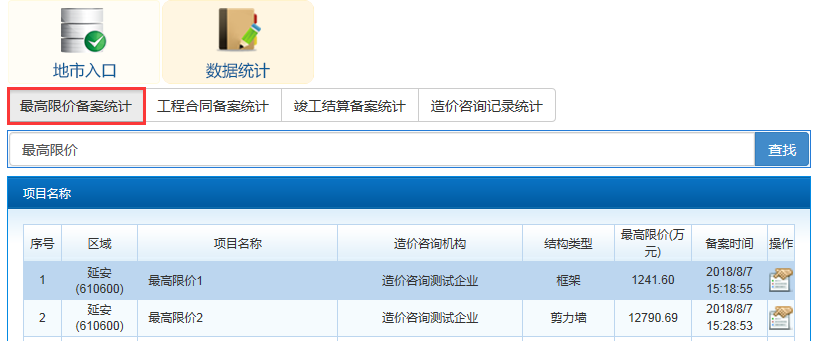 地市入口 数据统计
最高限价备案统计 工程合同备案统计 竣工结算备案统计 造价咨询记录统计
最高限价 查找
项目名称
序号 区域 项目名称 造价咨询机构 结构类型 最高限价(万元) 备案时间 操作
1 延安(610600) 最高限价1 造价咨询测试企业 框架 1241.60 2018/8/7 15:18:55
2 延安(610600) 最高限价2 造价咨询测试企业 剪力墙 12790.69 2018/8/7 15:28:53